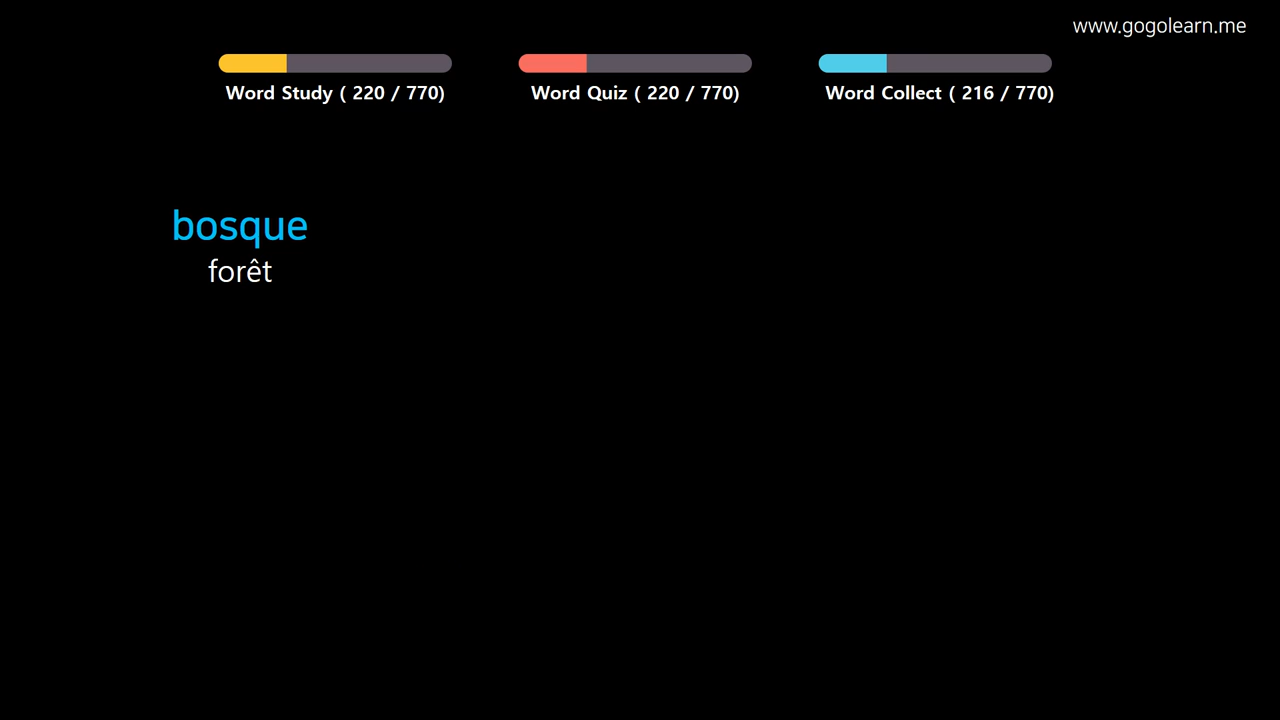 www.gogolearn.me
Word Study ( 220 / 770)
Word Quiz ( 220 / 770)
Word Collect ( 216 / 770)
bosque
forêt